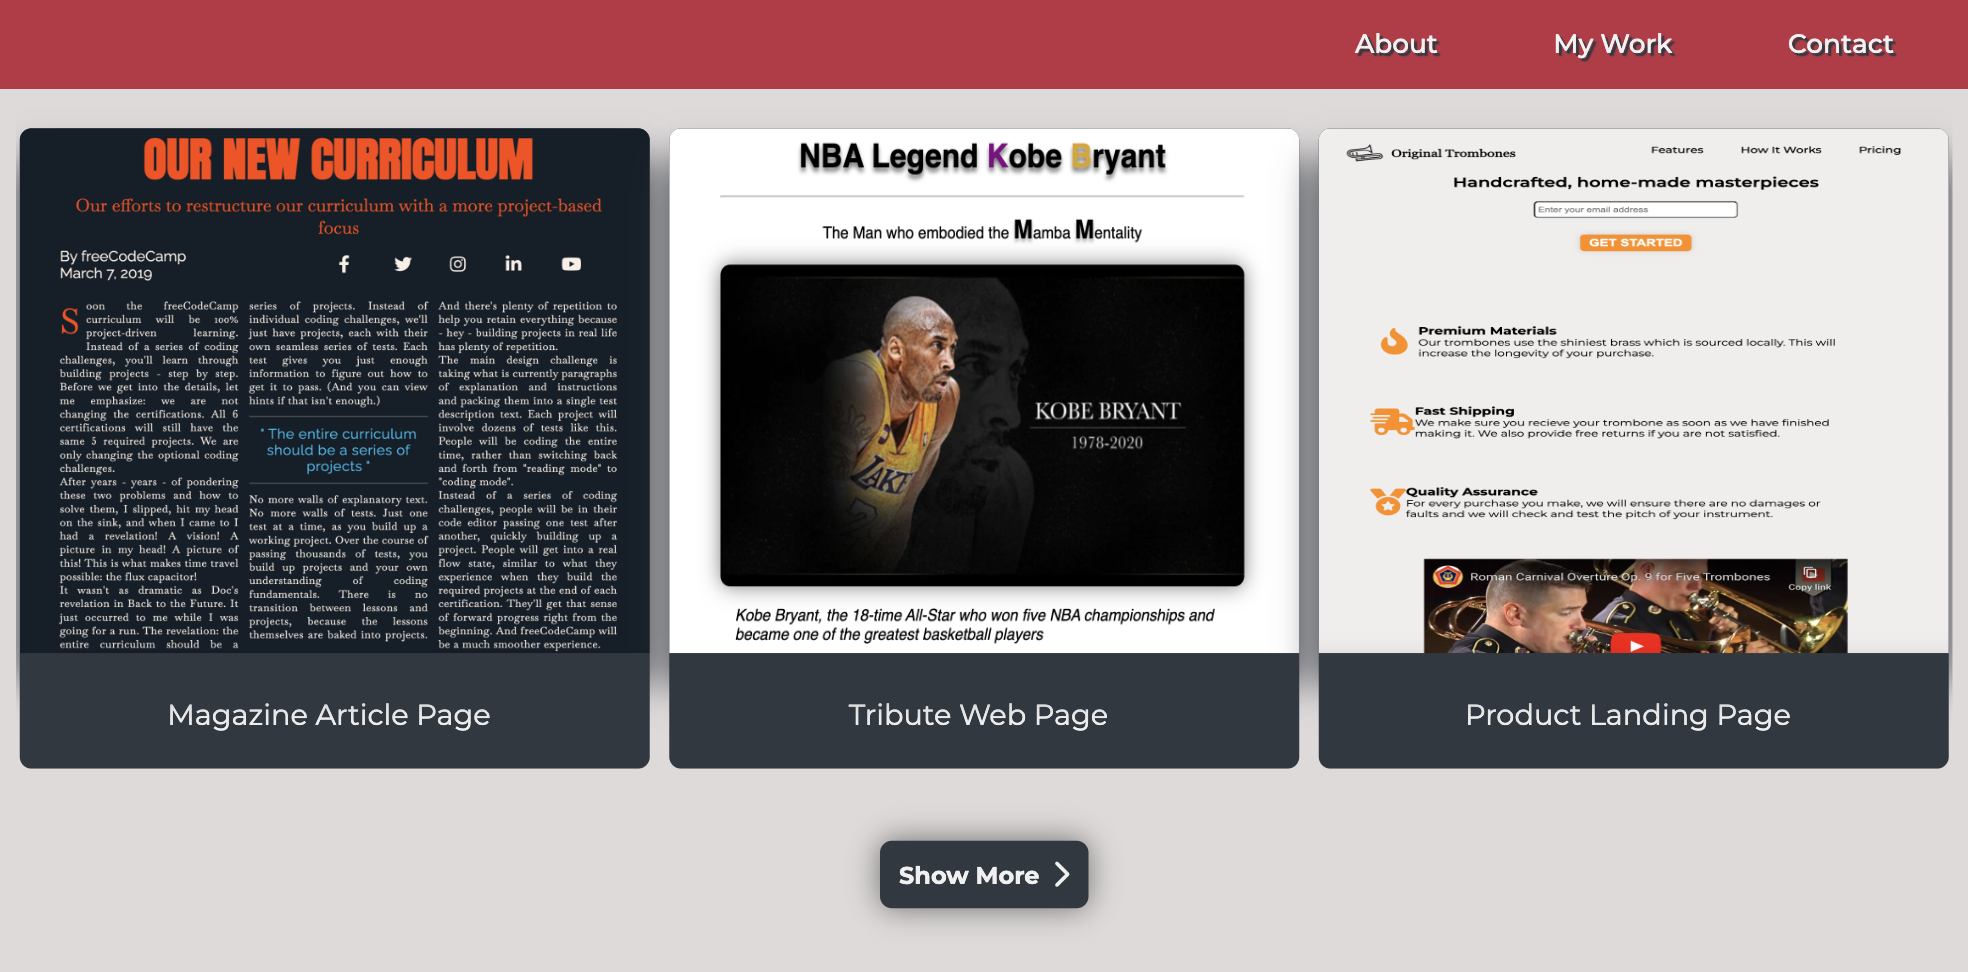 About
My Work
Contact
OUR NEW CURRICULUM
Our efforts to restructure our curriculum with a more project-based
focus
By freeCodeCamp
March 7, 2019
Soon the freeCodeCamp
curriculum will be 100%
project-driven learning.
Instead of a series of coding
challenges, you'll learn through
building projects - step by step.
Before we get into the details, let
me emphasize: we are not
changing the certifications. All 6
certifications will still have the
same 5 required projects. We are
only changing the optional coding
challenges.
After years - years - of pondering
these two problems and how to
solve them, I slipped, hit my head
on the sink, and when I came to I
had a revelation! A vision! A
picture in my head! A picture of
this! This is what makes time travel
possible: the flux capacitor!
It wasn't as dramatic as Doc's
revelation in Back to the Future. It
just occurred to me while I was
going for a run. The revelation: the
entire curriculum should be a
series of projects. Instead of
individual coding challenges, we'll
just have projects, each with their
own seamless series of tests. Each
test gives you just enough
information to figure out how to
get it to pass. (And you can view
hints if that isn't enough.)
" The entire curriculum
should be a series of
projects "
No more walls of explanatory text.
No more walls of tests. Just one
test at a time, as you build up a
working project. Over the course of
passing thousands of tests, you
build up projects and your own
understanding of coding
fundamentals. There is no
transition between lessons and
projects, because the lessons
themselves are baked into projects.
And there's plenty of repetition to
help you retain everything because
- hey - building projects in real life
has plenty of repetition.
The main design challenge is
taking what is currently paragraphs
of explanation and instructions
and packing them into a single test
description text. Each project will
involve dozens of tests like this.
People will be coding the entire
time, rather than switching back
and forth from "reading mode" to
"coding mode".
Instead of a series of coding
challenges, people will be in their
code editor passing one test after
another, quickly building up a
project. People will get into a real
flow state, similar to what they
experience when they build the
required projects at the end of each
certification. They'll get that sense
of forward progress right from the
beginning. And freeCodeCamp will
be a much smoother experience.
Magazine Article Page
NBA Legend Kobe Bryant
The Man who embodied the Mamba Mentality
LAKE
KOBE BRYANT
1978-2020
Kobe Bryant, the 18-time All-Star who won five NBA championships and
became one of the greatest basketball players
Tribute Web Page
Original Trombones
Features
How It Works
Pricing
Handcrafted, home-made masterpieces
Enter your email address
GET STARTED
Premium Materials
Our trombones use the shiniest brass which is sourced locally. This will
increase the longevity of your purchase.
Fast Shipping
We make sure you recieve your trombone as soon as we have finished
making it. We also provide free returns if you are not satisfied.
Quality Assurance
For every purchase you make, we will ensure there are no damages or
faults and we will check and test the pitch of your instrument.
Roman Carnival Overture Op. 9 for Five Trombones
Copy link
Product Landing Page
Show More